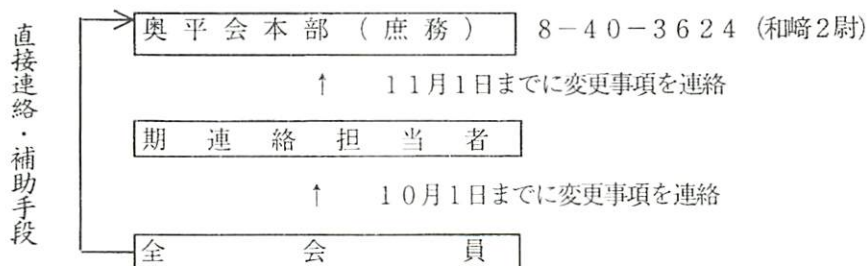 直接連絡・補助手段
奥平会本部(庶務) 8-40-3624 (和﨑2尉)
↑ 11月1日までに変更事項を連絡
期連絡担当者
↑ 10月1日までに変更事項を連絡
全会員